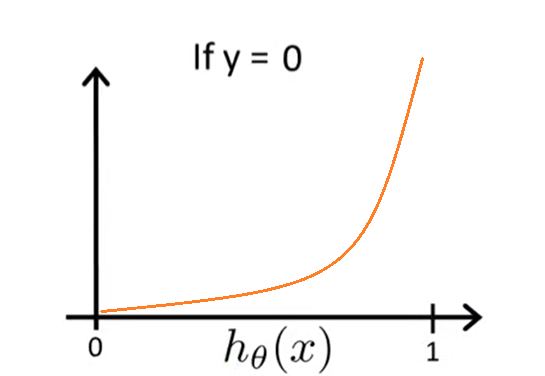 If y = 0
0
hθ(x)
1